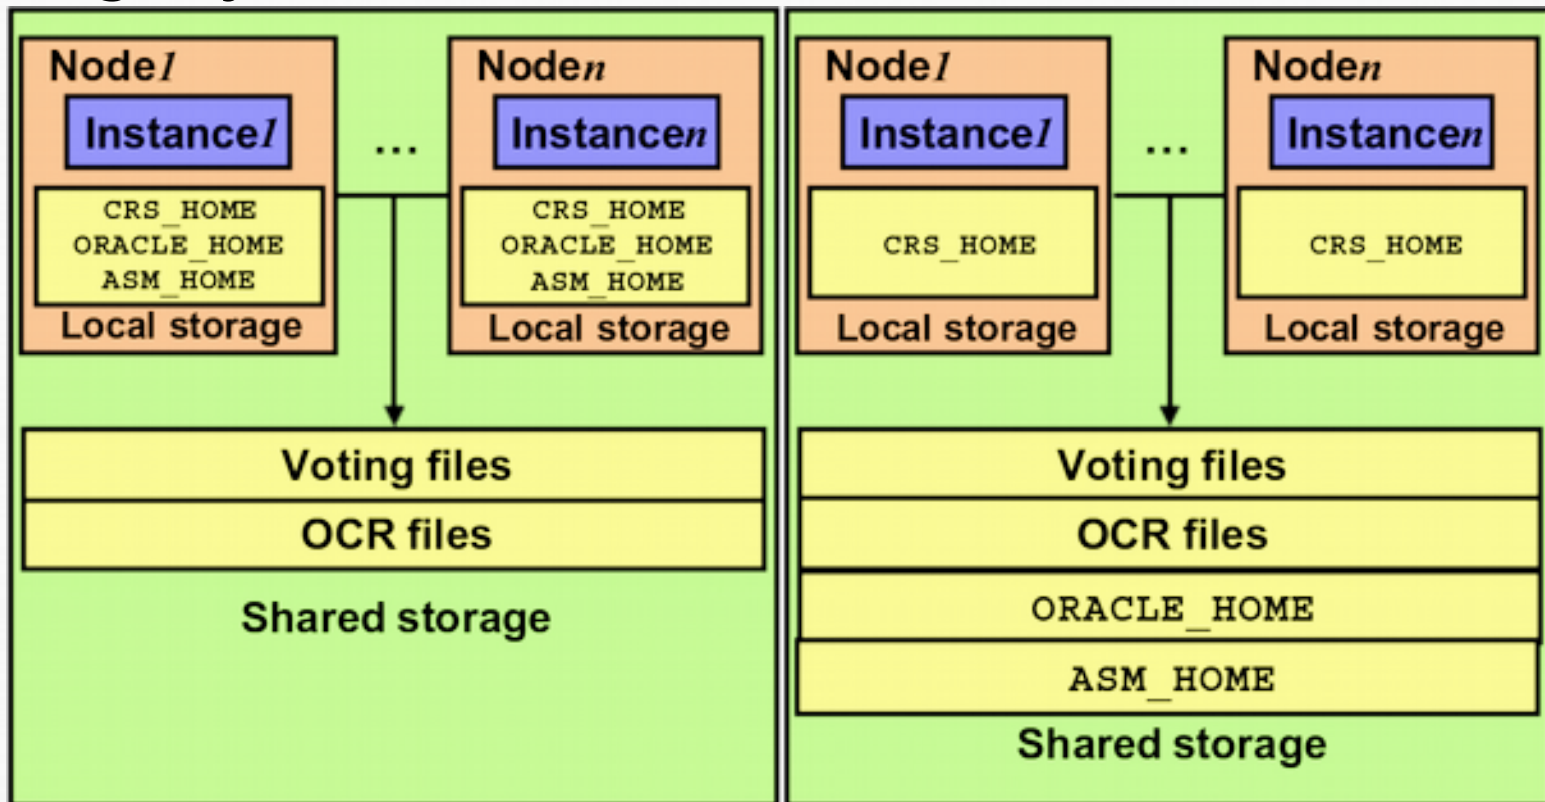 Node1
Instance1
CRS_HOME
ORACLE_HOME
ASM_HOME
Local storage
...
Noden
Instancen
CRS_HOME
ORACLE_HOME
ASM_HOME
Local storage
Voting files
OCR files
Shared storage
Node1
Instance1
CRS_HOME
Local storage
...
Noden
Instancen
CRS_HOME
Local storage
Voting files
OCR files
ORACLE_HOME
ASM_HOME
Shared storage